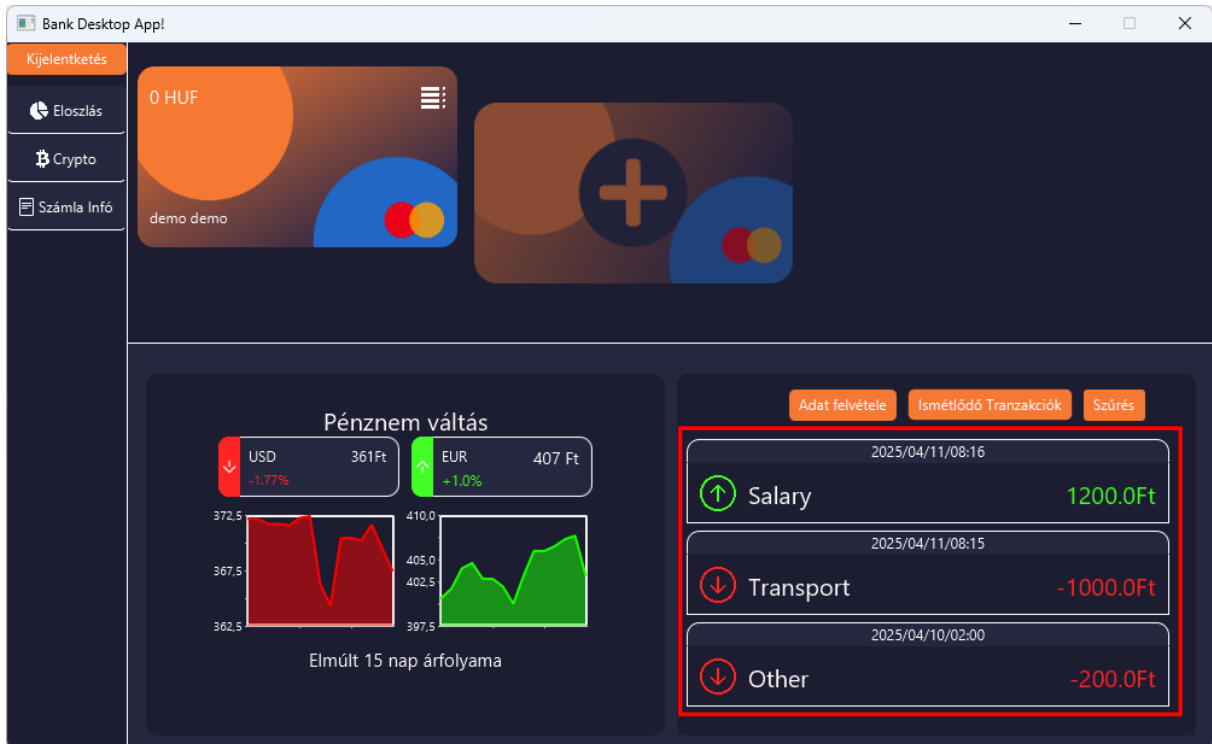 Bank Desktop App!
Kijelentketés
Eloszlás
Crypto
Számla Infó
0 HUF
demo demo
Pénznem váltás
USD 361Ft
-1.77%
EUR 407 Ft
+1.0%
372,5
367,5
362,5
410,0
405,0
402,5
397,5
Elmúlt 15 nap árfolyama
Adat felvétele Ismétlődő Tranzakciók Szűrés
2025/04/11/08:16
Salary 1200.0Ft
2025/04/11/08:15
Transport -1000.0Ft
2025/04/10/02:00
Other -200.0Ft